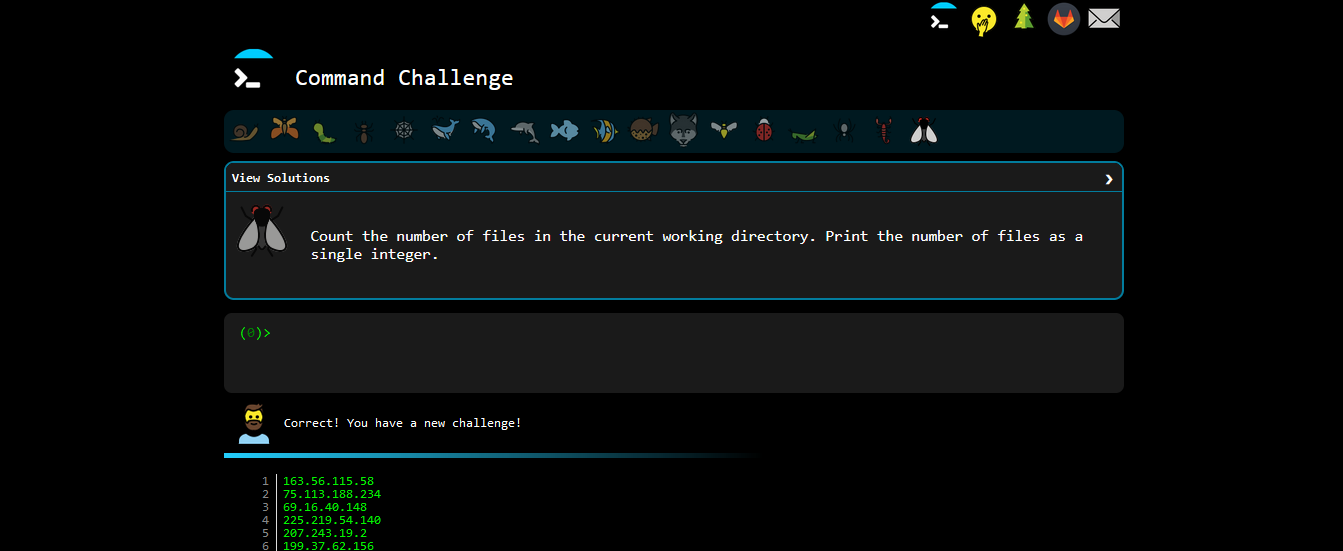 Command Challenge
View Solutions
Count the number of files in the current working directory. Print the number of files as a
single integer.
(0)>
Correct! You have a new challenge!
1 163.56.115.58
2 75.113.188.234
3 69.16.40.148
4 225.219.54.140
5 207.243.19.2
6 199.37.62.156